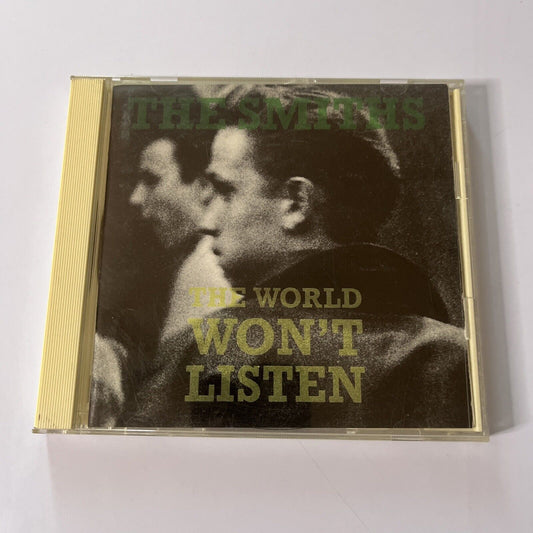 THE SMITHS
THE WORLD
WON'T
LISTEN